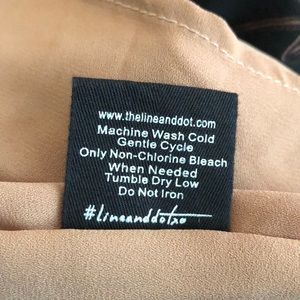 www.thelineanddot.com
Machine Wash Cold
Gentle Cycle
Only Non-Chlorine Bleach
When Needed
Tumble Dry Low
Do Not Iron
#lineanddotxo